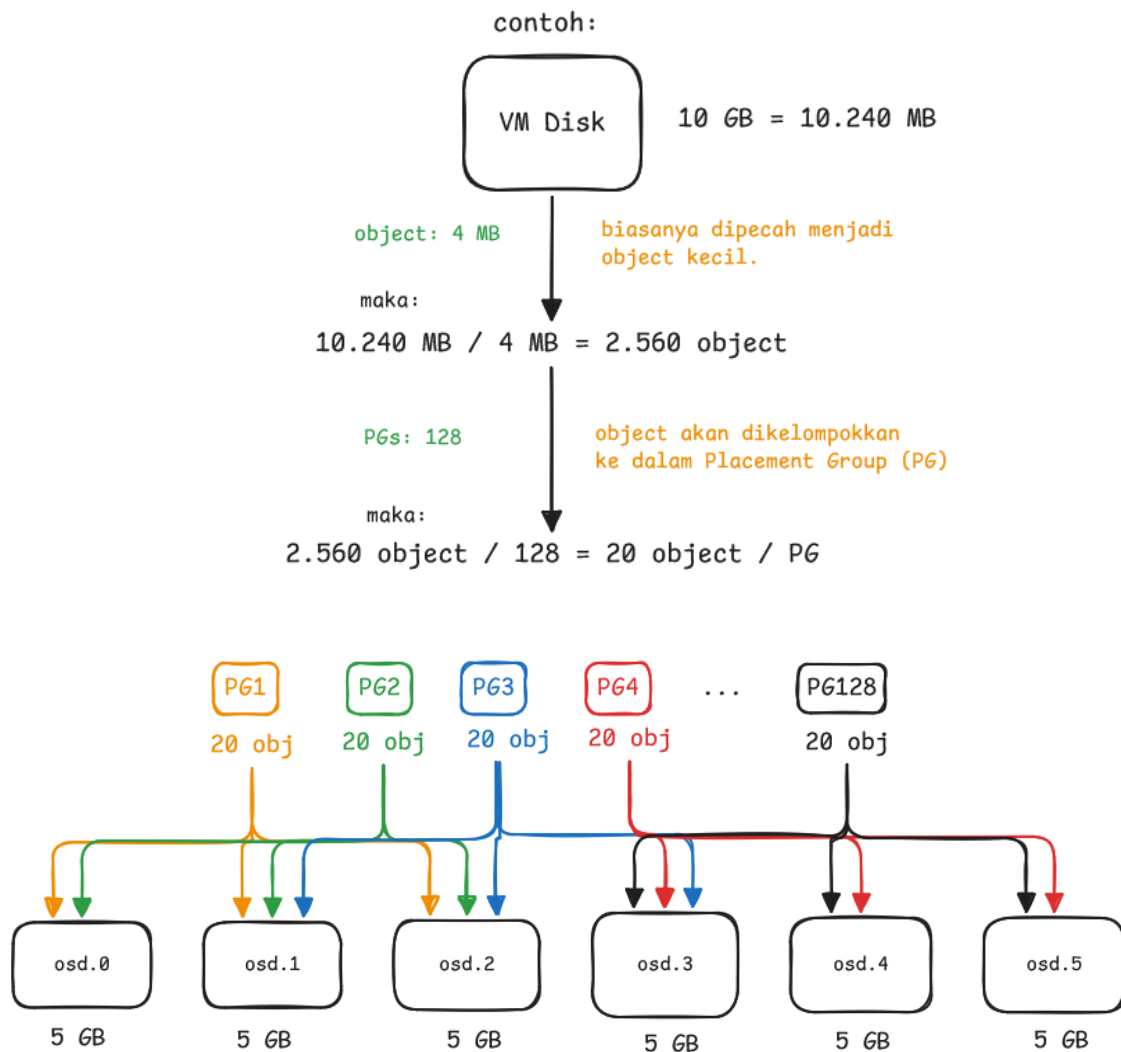 contoh:
VM Disk
10 GB = 10.240 MB
object: 4 MB
biasanya dipecah menjadi
object kecil.
maka:
10.240 MB / 4 MB = 2.560 object
PGs: 128
object akan dikelompokkan
ke dalam Placement Group (PG)
maka:
2.560 object / 128 = 20 object / PG
PG1
PG2
PG3
PG4
...
PG128
20 obj
20 obj
20 obj
20 obj
20 obj
osd.0
osd.1
osd.2
osd.3
osd.4
osd.5
5 GB
5 GB
5 GB
5 GB
5 GB
5 GB